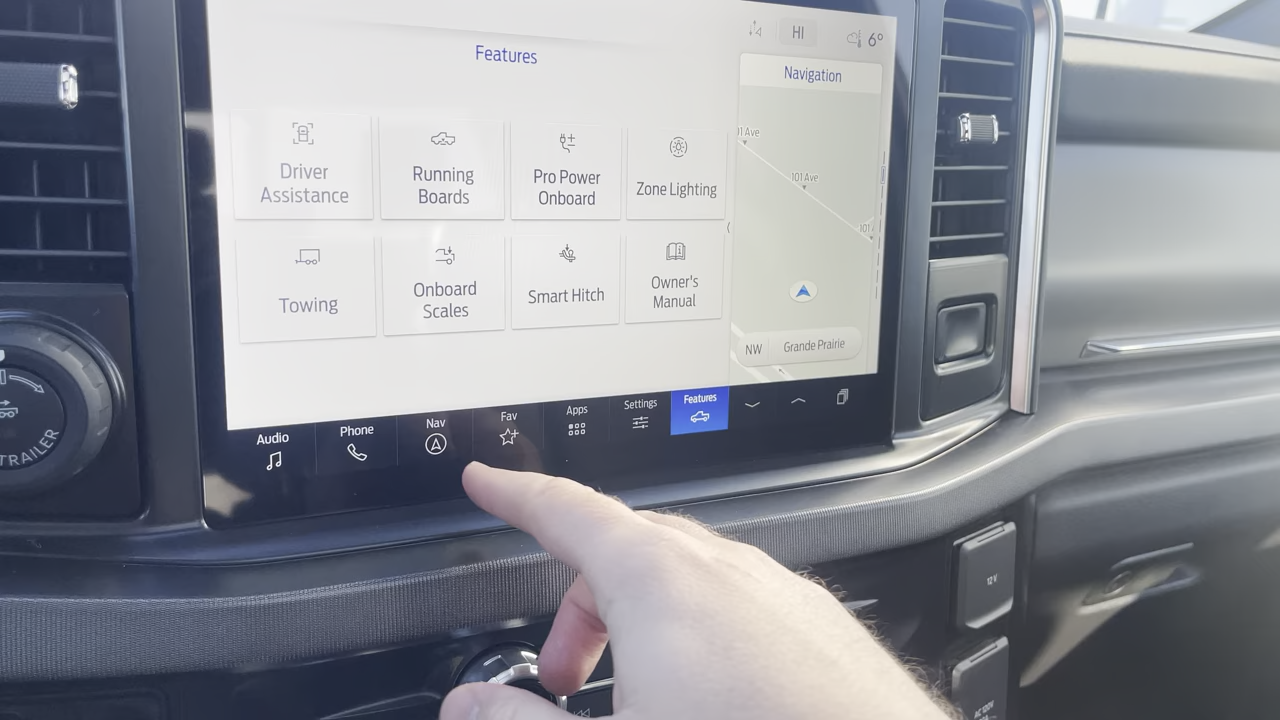 HI
6°
Features
Navigation
Driver
Assistance
Running
Boards
Pro Power
Onboard
Zone Lighting
Towing
Onboard
Scales
Smart Hitch
Owner's
Manual
101 Ave
NW
Grande Prairie
Audio
Phone
Nav
Fav
Apps
Settings
Features
TRAILER
12V